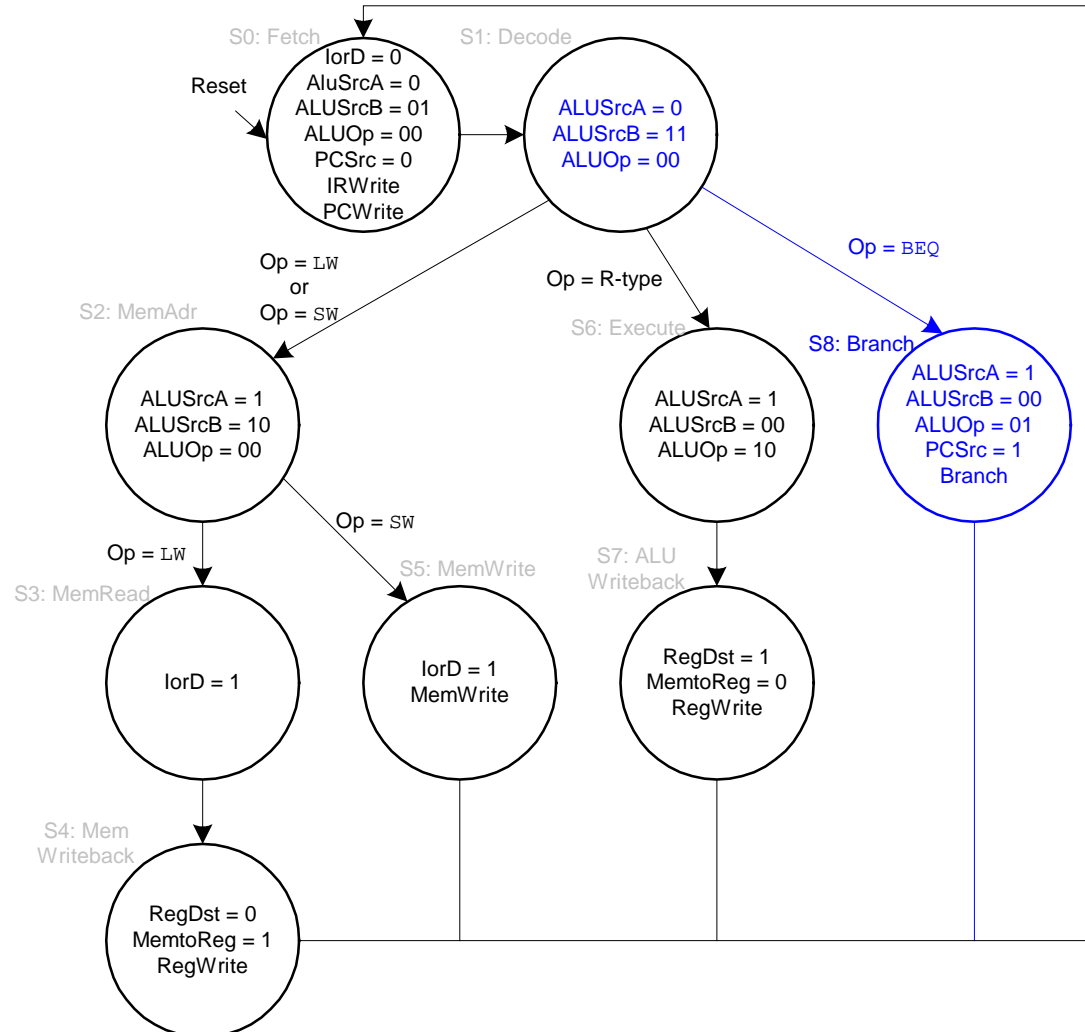 S0: Fetch
S1: Decode
Reset
IorD = 0
AluSrcA = 0
ALUSrcB = 01
ALUOp = 00
PCSrc = 0
IRWrite
PCWrite
ALUSrcA = 0
ALUSrcB = 11
ALUOp = 00
Op = LW
or
Op = SW
Op = R-type
Op = BEQ
S2: MemAdr
ALUSrcA = 1
ALUSrcB = 10
ALUOp = 00
S6: Execute
ALUSrcA = 1
ALUSrcB = 00
ALUOp = 10
S8: Branch
ALUSrcA = 1
ALUSrcB = 00
ALUOp = 01
PCSrc = 1
Branch
Op = LW
Op = SW
S3: MemRead
IorD = 1
S5: MemWrite
IorD = 1
MemWrite
S7: ALU
Writeback
RegDst = 1
MemtoReg = 0
RegWrite
S4: Mem
Writeback
RegDst = 0
MemtoReg = 1
RegWrite